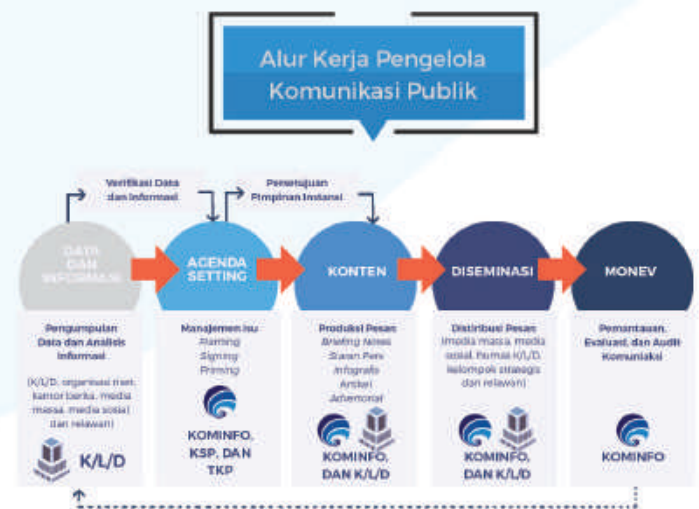 Alur Kerja Pengelola
Komunikasi Publik
Verifikasi Data
dan Informasi
Persetujuan
Pimpinan Instansi
DATA
DAN
INFORMASI
AGENDA
SETTING
KONTEN
DISEMINASI
MONEV
Pengumpulan
Data dan Analisis
Informasi
(K/L/D, organisasi riset,
kantor berita, media
massa, media sosial
dan relawan)
K/L/D
Manajemen Isu
Framing
Signing
Priming
KOMINFO,
KSP, DAN
TKP
Produksi Pesan
Briefing Notes
Siaran Pers
Infografis
Artikel
Advertorial
KOMINFO,
DAN K/L/D
Distribusi Pesan
(media massa, media
sosial, humas K/L/D,
kelompok strategis
dan relawan)
KOMINFO,
DAN K/L/D
Pemantauan,
Evaluasi, dan Audit
Komuniaksi
KOMINFO